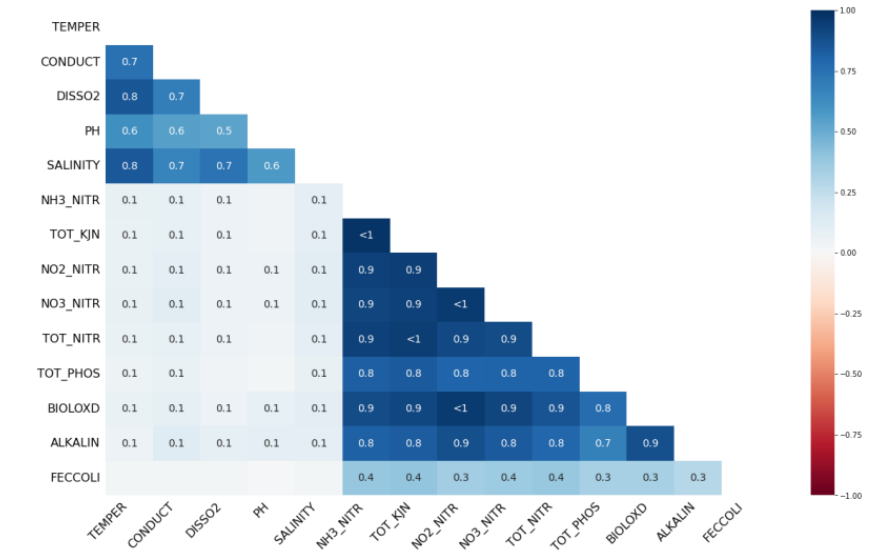 TEMPER
CONDUCT 0.7
DISSO2 0.8 0.7
PH 0.6 0.6 0.5
SALINITY 0.8 0.7 0.7 0.6
NH3_NITR 0.1 0.1 0.1 0.1
TOT_KJN 0.1 0.1 0.1 0.1 <1
NO2_NITR 0.1 0.1 0.1 0.1 0.1 0.9 0.9
NO3_NITR 0.1 0.1 0.1 0.1 0.1 0.9 0.9 <1
TOT_NITR 0.1 0.1 0.1 0.1 0.9 <1 0.9 0.9
TOT_PHOS 0.1 0.1 0.1 0.8 0.8 0.8 0.8 0.8
BIOLOXD 0.1 0.1 0.1 0.1 0.1 0.9 0.9 <1 0.9 0.9 0.8
ALKALIN 0.1 0.1 0.1 0.1 0.1 0.8 0.8 0.9 0.8 0.8 0.7 0.9
FECCOLI 0.4 0.4 0.3 0.4 0.4 0.3 0.3 0.3
TEMPER CONDUCT DISSO2 PH SALINITY NH3_NITR TOT_KJN NO2_NITR NO3_NITR TOT_NITR TOT_PHOS BIOLOXD ALKALIN FECCOLI
1.00
0.75
0.50
0.25
0.00
−0.25
−0.50
−0.75
−1.00